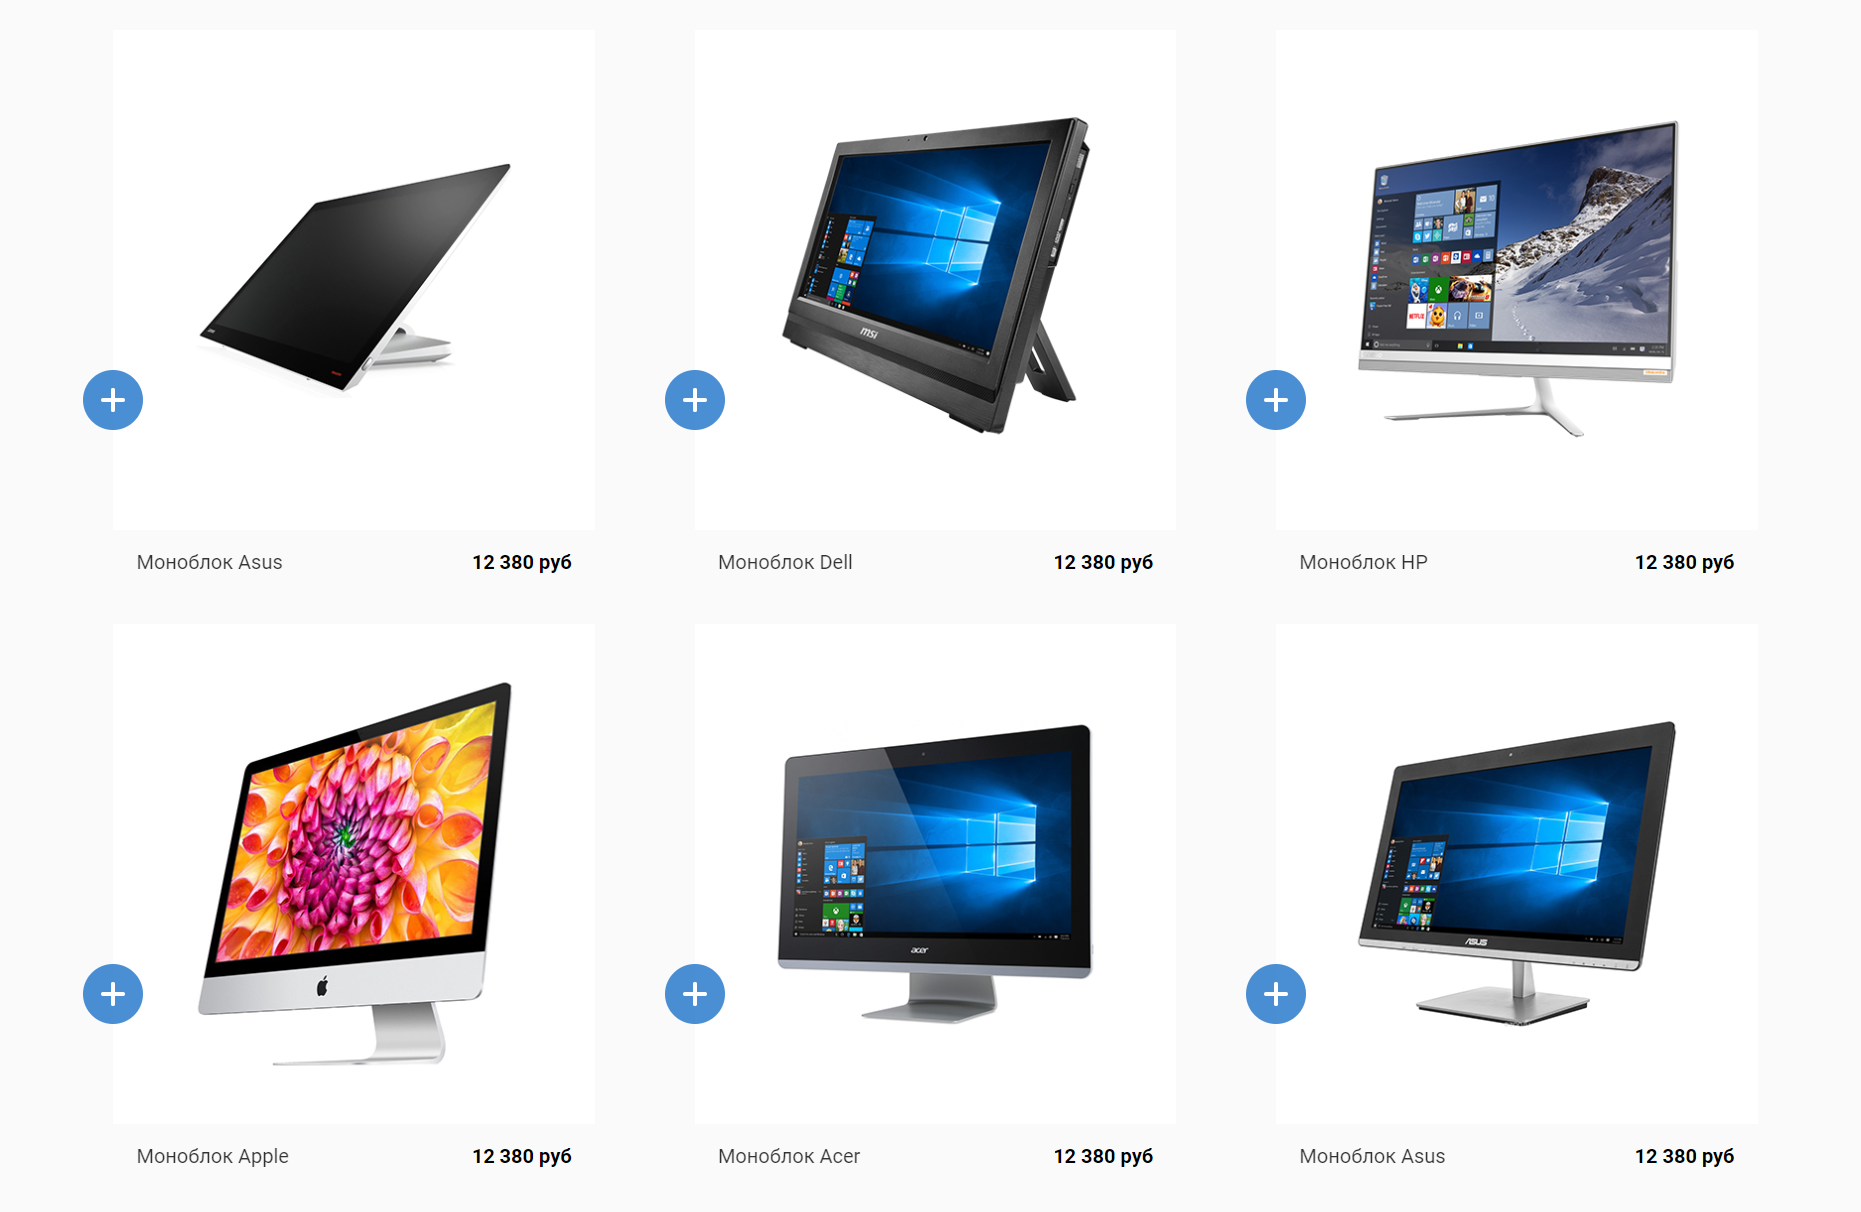 msi
Моноблок Asus
12 380 руб
Моноблок Dell
12 380 руб
Моноблок HP
12 380 руб
acer
ASUS
Моноблок Apple
12 380 руб
Моноблок Acer
12 380 руб
Моноблок Asus
12 380 руб